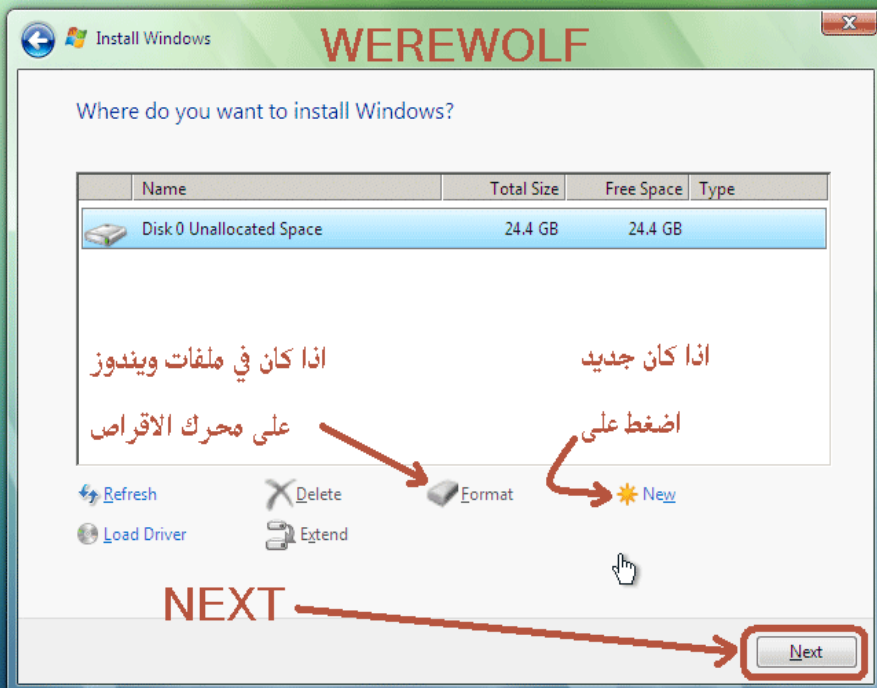 Install Windows
WEREWOLF
Where do you want to install Windows?
Name Total Size Free Space Type
Disk 0 Unallocated Space 24.4 GB 24.4 GB
اذا كان جديد
اضغط على
اذا كان في ملفات ويندوز
على محرك الاقراص
Refresh Delete Format New
Load Driver Extend
NEXT
Next